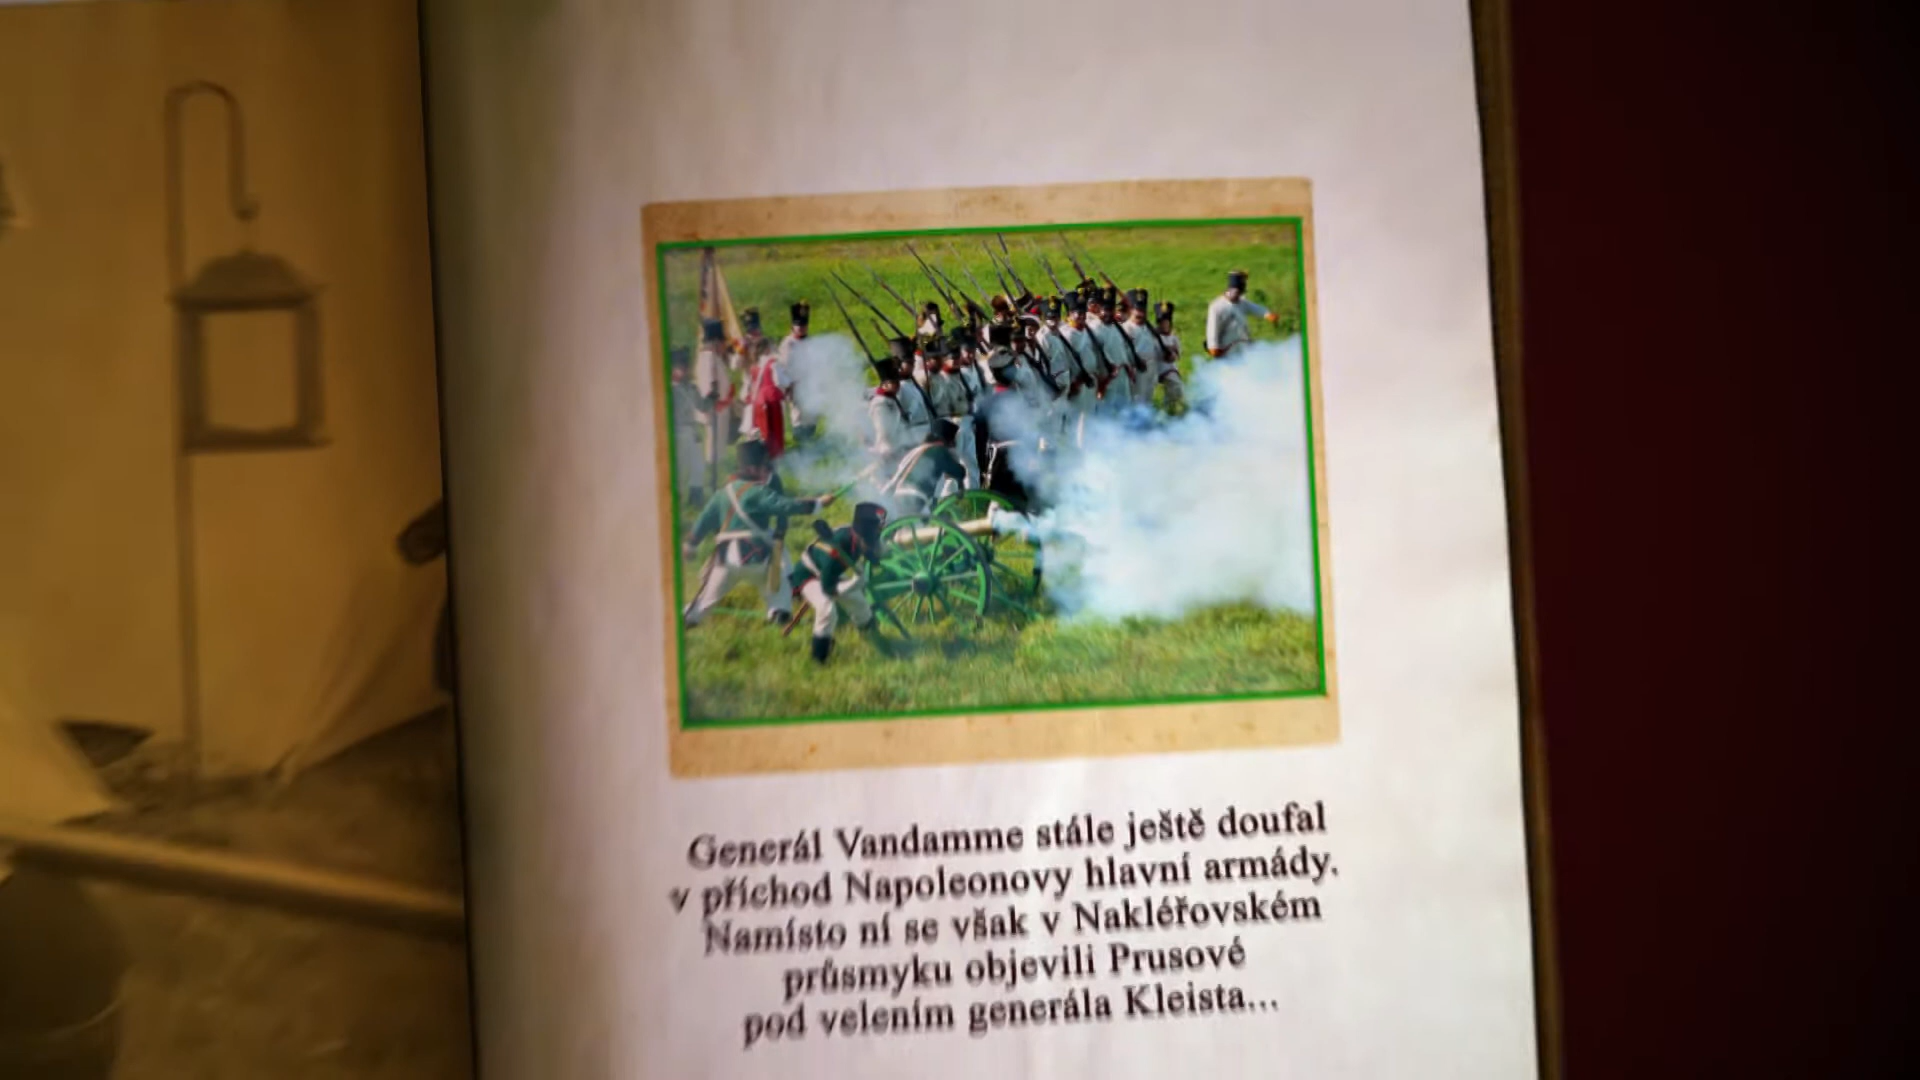 Generál Vandamme stále ještě doufal
v příchod Napoleonovy hlavní armády.
Namísto ní se však v Nakléřovském
průsmyku objevili Prusové
pod velením generála Kleista...